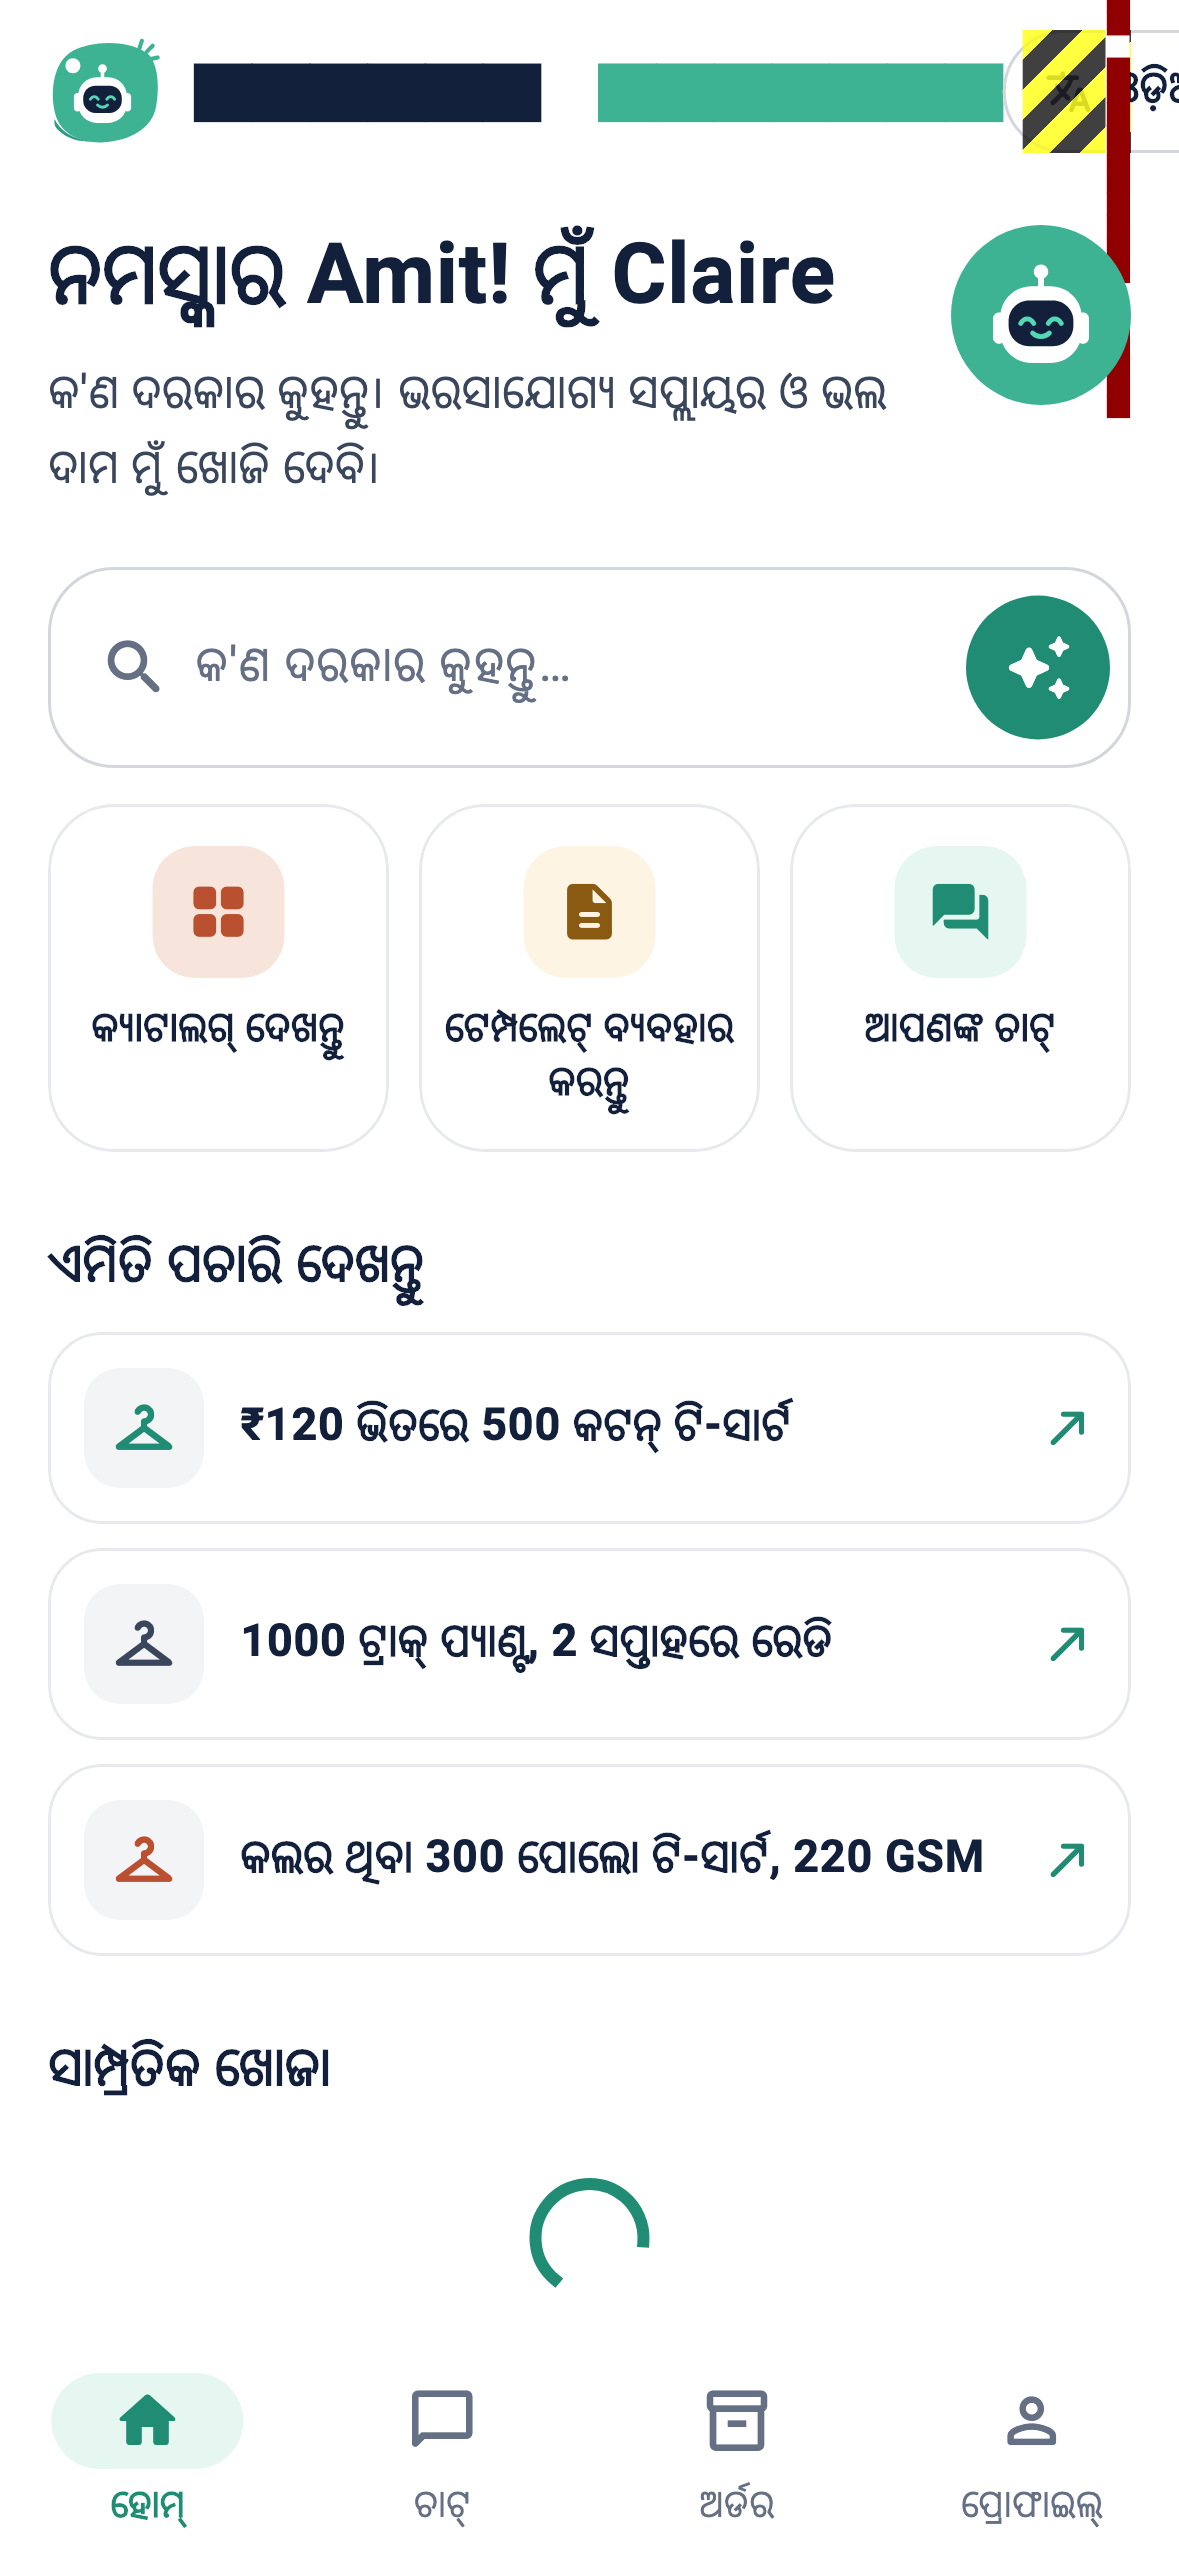 ନମସ୍କାର Amit! ମୁଁ Claire
କ'ଣ ଦରକାର କୁହନ୍ତୁ। ଭରସାଯୋଗ୍ୟ ସପ୍ଲାୟର ଓ ଭଲ
ଦାମ ମୁଁ ଖୋଜି ଦେବି।
କ'ଣ ଦରକାର କୁହନ୍ତୁ...
କ୍ୟାଟାଲଗ୍ ଦେଖନ୍ତୁ
ଟେମ୍ପଲେଟ୍ ବ୍ୟବହାର
କରନ୍ତୁ
ଆପଣଙ୍କ ଚାଟ୍
ଏମିତି ପଚାରି ଦେଖନ୍ତୁ
₹120 ଭିତରେ 500 କଟନ୍ ଟି-ସାର୍ଟ
1000 ଟ୍ରାକ୍ ପ୍ୟାଣ୍ଟ, 2 ସପ୍ତାହରେ ରେଡି
କଲର ଥିବା 300 ପୋଲୋ ଟି-ସାର୍ଟ, 220 GSM
ସାମ୍ପ୍ରତିକ ଖୋଜା
ହୋମ୍
ଚାଟ୍
ଅର୍ଡର
ପ୍ରୋଫାଇଲ୍